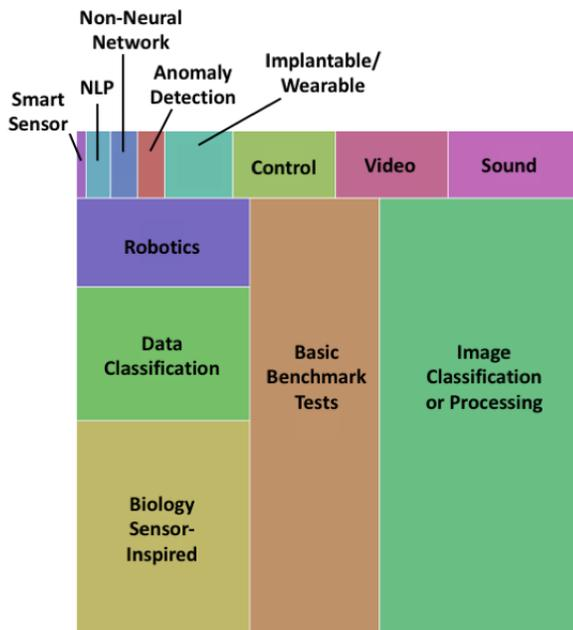 Non-Neural
Network
Implantable/
Wearable
Anomaly
Detection
NLP
Smart
Sensor
Control
Video
Sound
Robotics
Data
Classification
Basic
Benchmark
Tests
Image
Classification
or Processing
Biology
Sensor-
Inspired